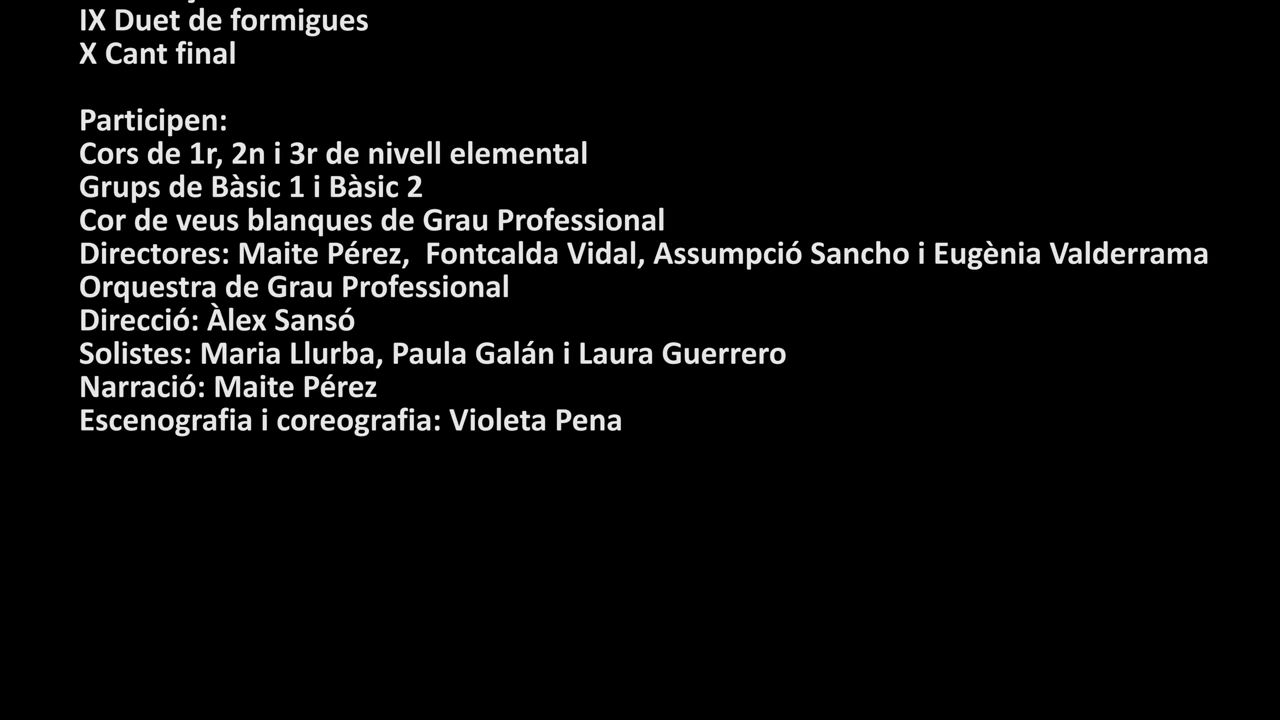 IX Duet de formigues
X Cant final
Participen:
Cors de 1r, 2n i 3r de nivell elemental
Grups de Bàsic 1 i Bàsic 2
Cor de veus blanques de Grau Professional
Directores: Maite Pérez,  Fontcalda Vidal, Assumpció Sancho i Eugènia Valderrama
Orquestra de Grau Professional
Direcció: Àlex Sansó
Solistes: Maria Llurba, Paula Galán i Laura Guerrero
Narració: Maite Pérez
Escenografia i coreografia: Violeta Pena